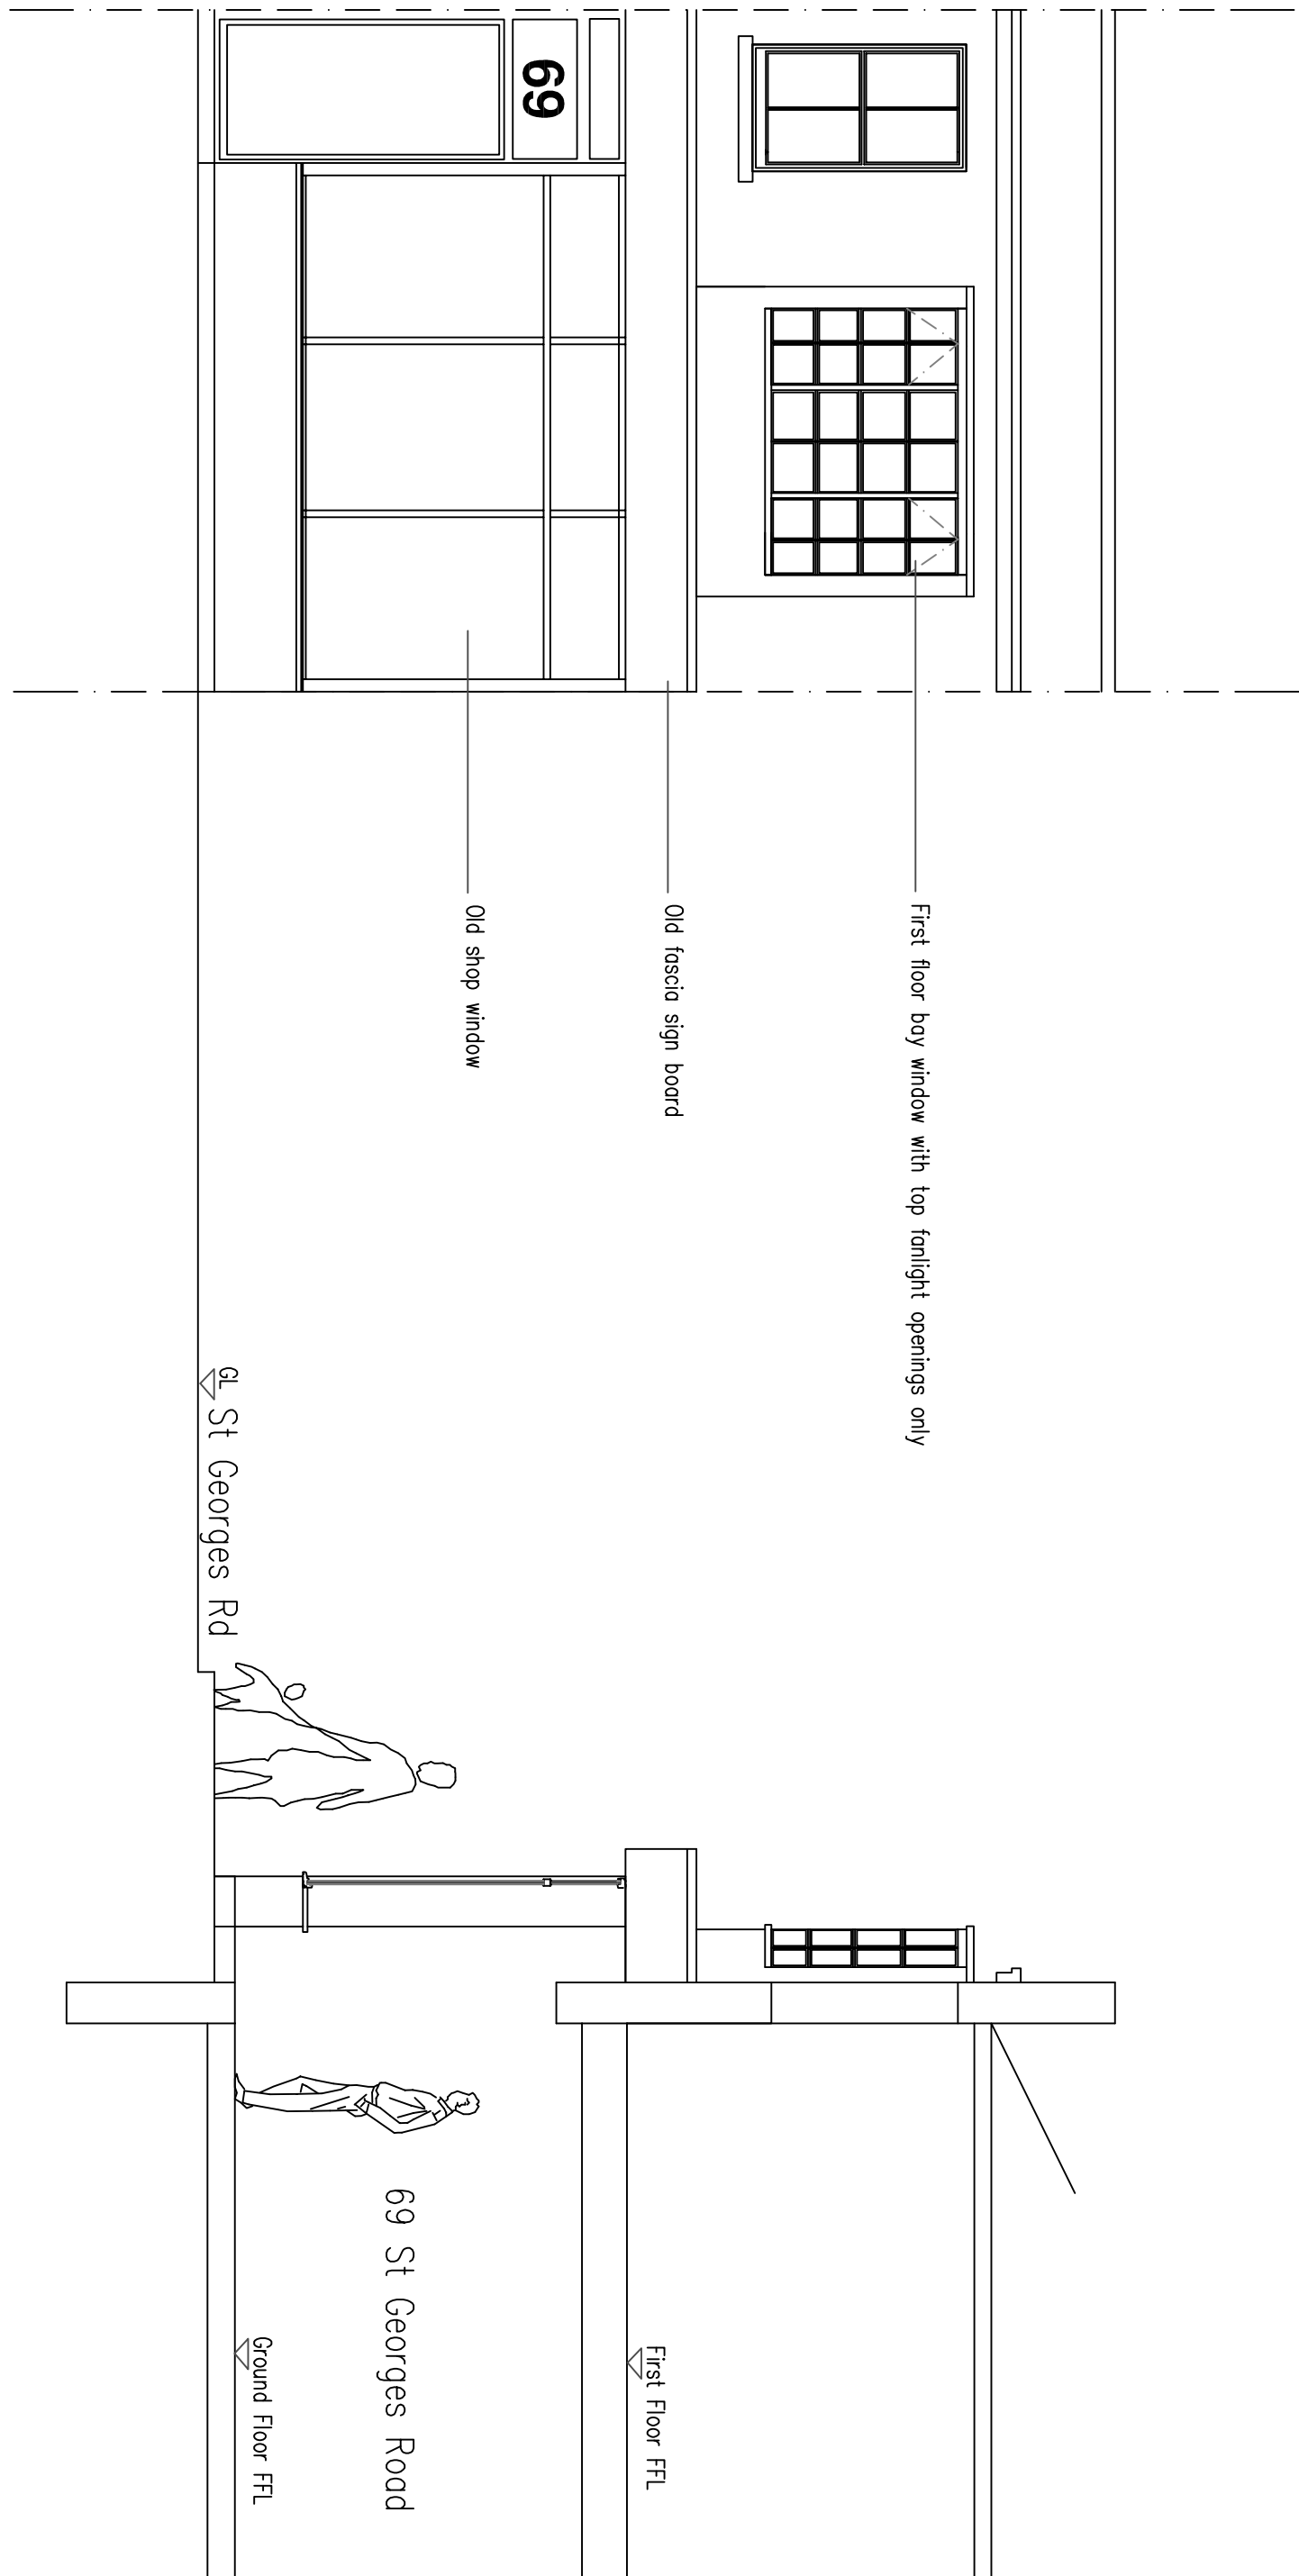 69
First floor bay window with top fanlight openings only
Old fascia sign board
Old shop window
GL
St Georges Rd
69 St Georges Road
First Floor FFL
Ground Floor FFL